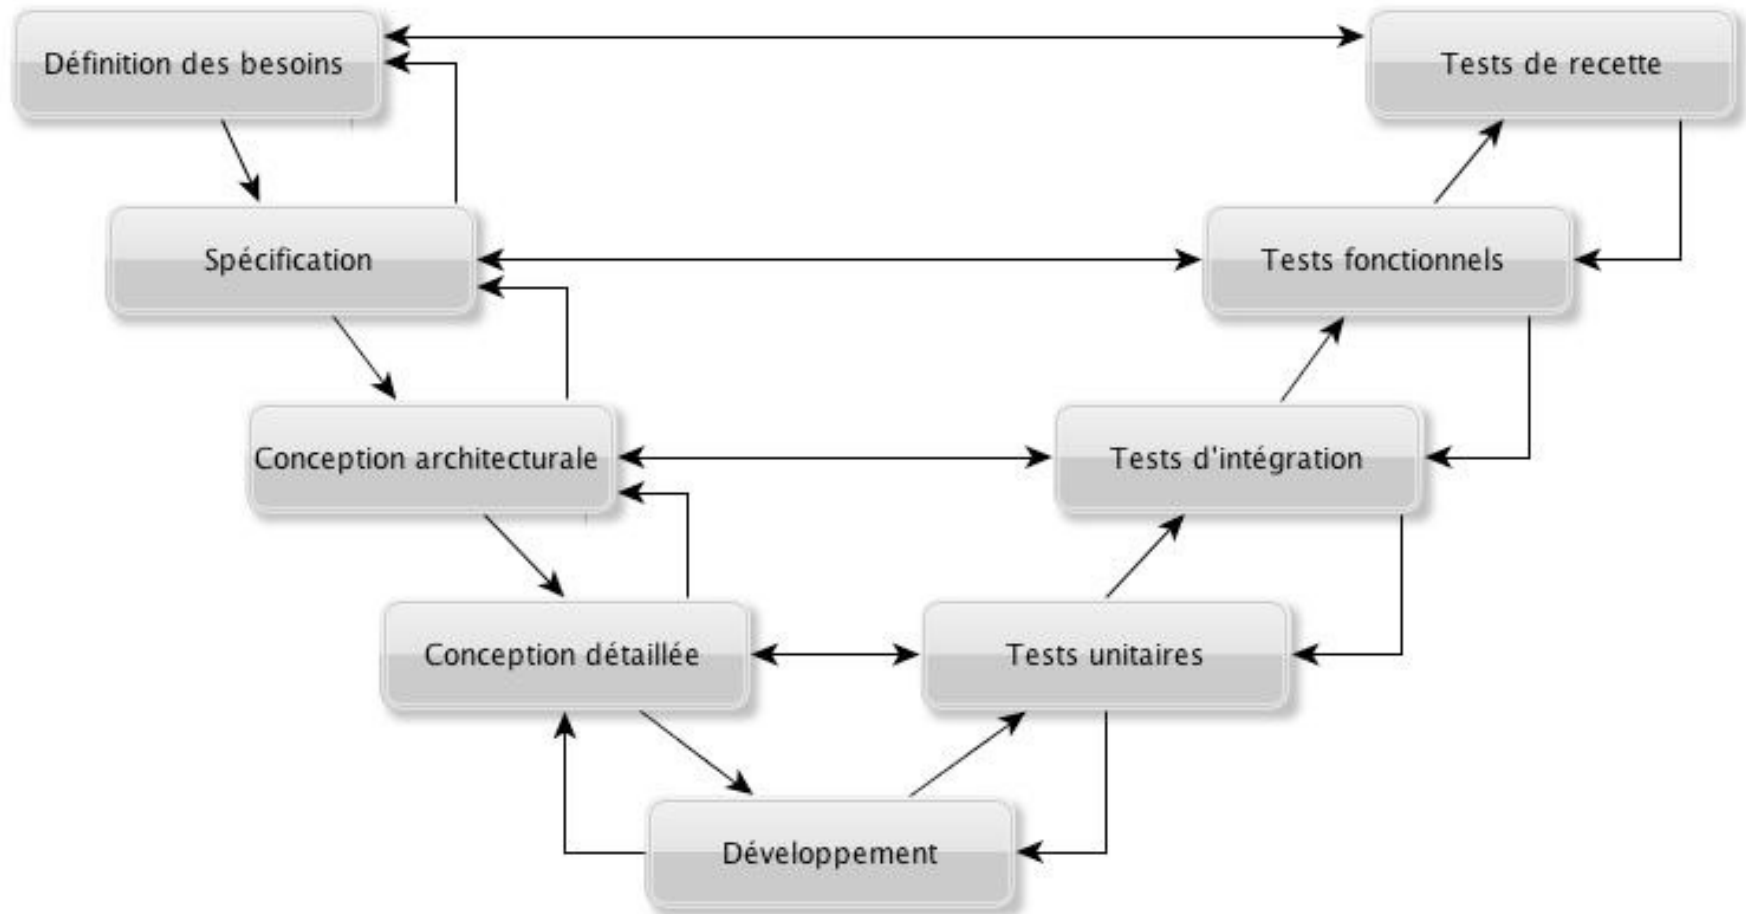 Définition des besoins
Tests de recette
Spécification
Tests fonctionnels
Conception architecturale
Tests d'intégration
Conception détaillée
Tests unitaires
Développement